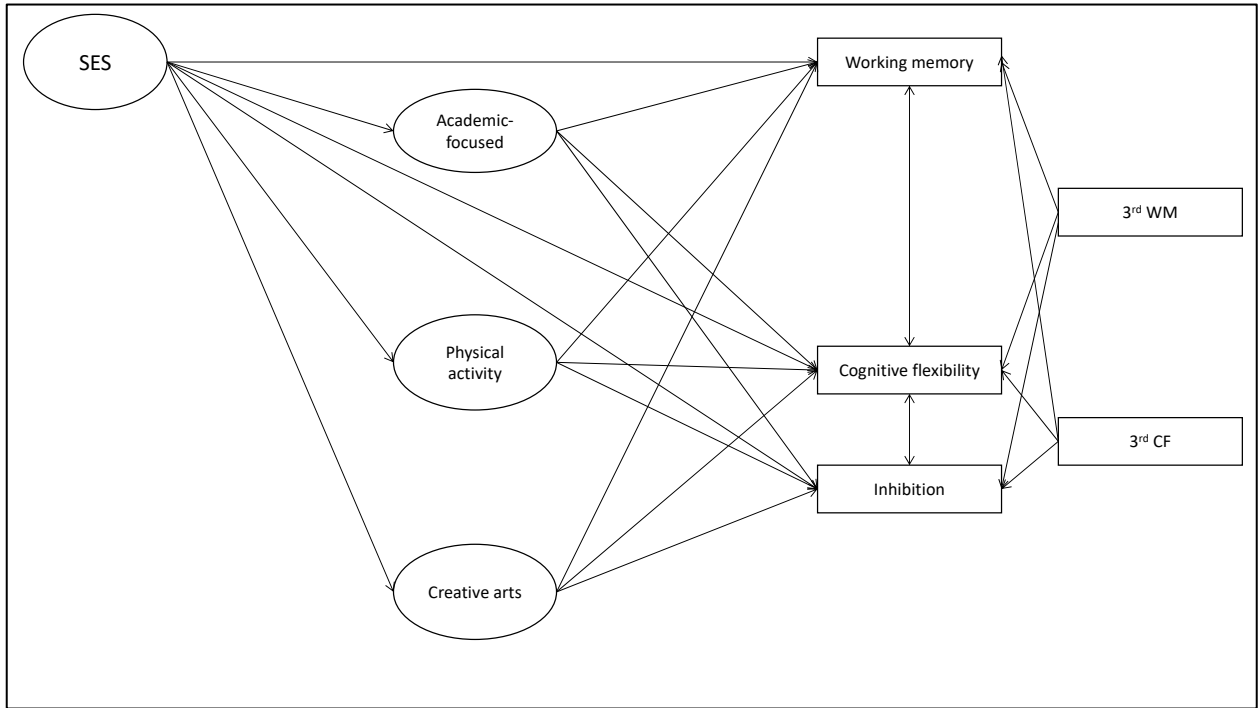 SES
Working memory
Academic-
focused
3rd WM
Physical
activity
Cognitive flexibility
3rd CF
Inhibition
Creative arts